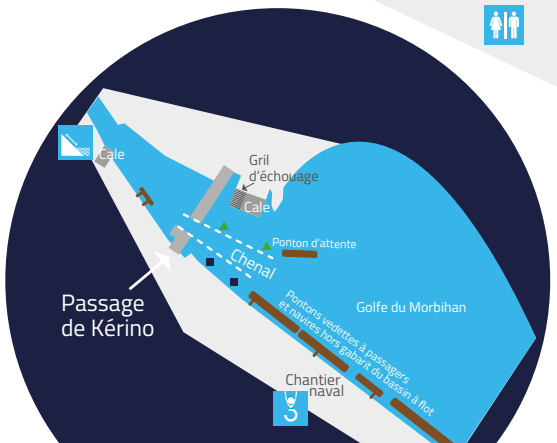 Cale
Gril
d'échouage
Cale
Ponton d'attente
Chenal
Passage
de Kérino
Golfe du Morbihan
Pontons vedettes à passagers
et navires hors gabarit du bassin à flot
Chantier
naval